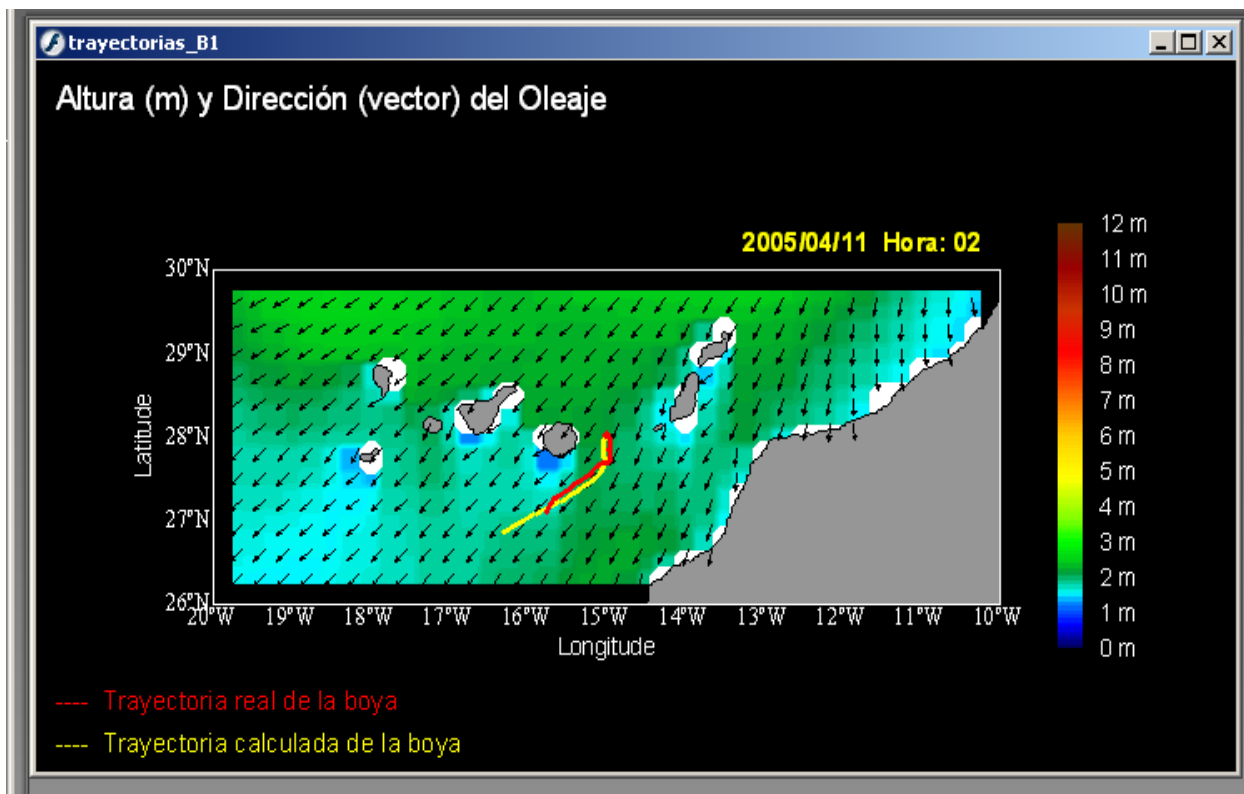 trayectorias_B1
Altura (m) y Dirección (vector) del Oleaje
2005/04/11 Hora: 02
12 m
11 m
10 m
9 m
8 m
7 m
6 m
5 m
4 m
3 m
2 m
1 m
0 m
30°N
29°N
28°N
27°N
26°N
Latitude
20°W 19°W 18°W 17°W 16°W 15°W 14°W 13°W 12°W 11°W 10°W
Longitude
---- Trayectoria real de la boya
---- Trayectoria calculada de la boya